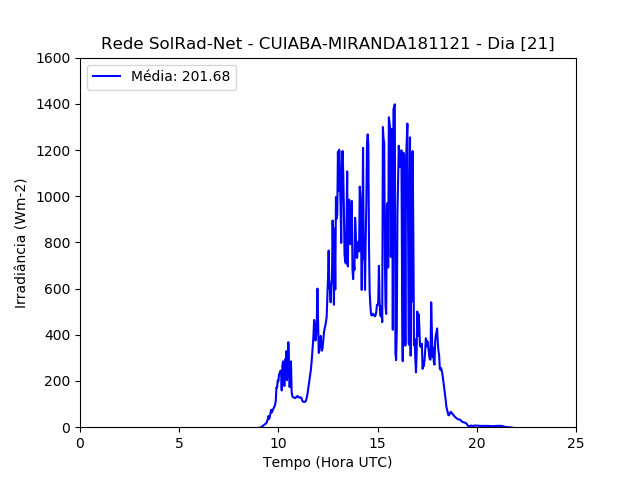 Rede SolRad-Net - CUIABA-MIRANDA181121 - Dia [21]
Média: 201.68
1600
1400
1200
1000
800
600
400
200
0
Irradiância (Wm-2)
0 5 10 15 20 25
Tempo (Hora UTC)